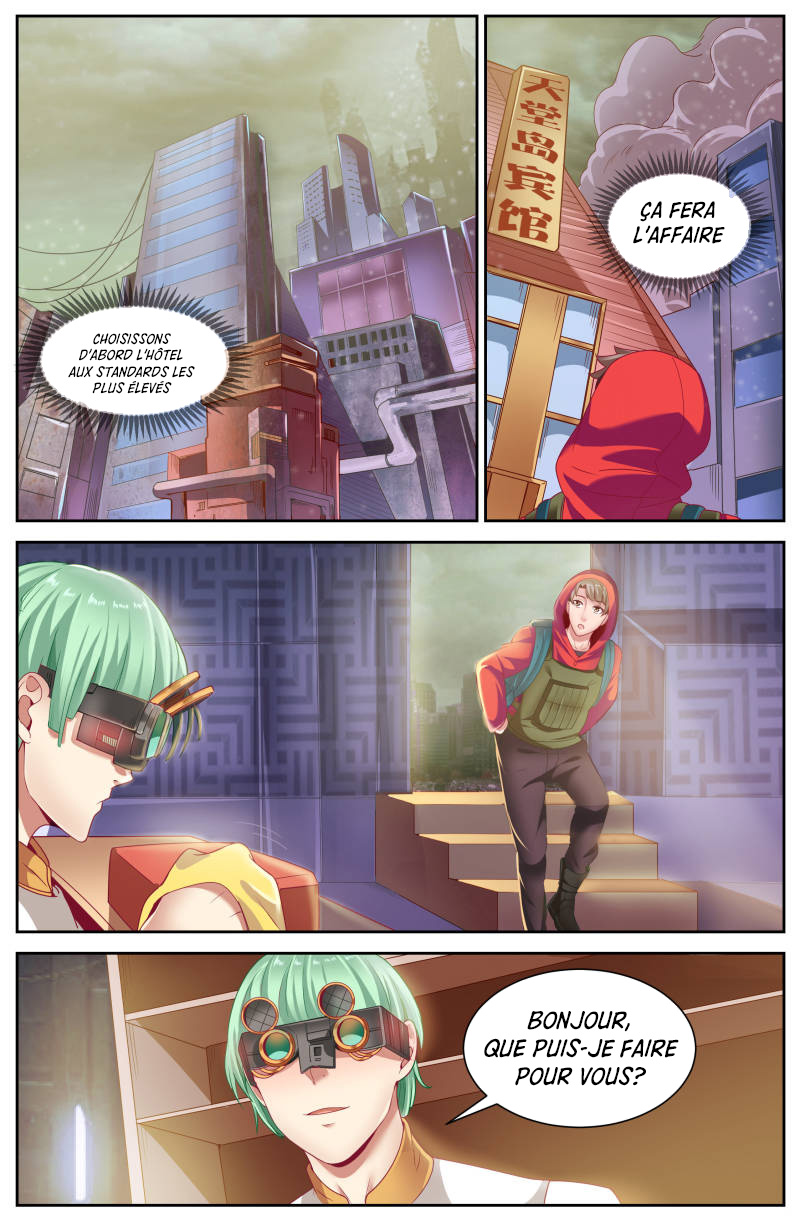 CHOISISSONS
D'ABORD L'HÔTEL
AUX STANDARDS LES
PLUS ÉLEVÉS
天堂岛宾馆
ÇA FERA
L'AFFAIRE
BONJOUR,
QUE PUIS-JE FAIRE
POUR VOUS?